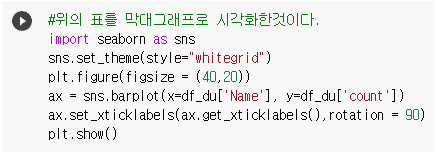 #위의 표를 막대그래프로 시각화한것이다.
import seaborn as sns
sns.set_theme(style="whitegrid")
plt.figure(figsize = (40,20))
ax = sns.barplot(x=df_du['Name'], y=df_du['count'])
ax.set_xticklabels(ax.get_xticklabels(),rotation = 90)
plt.show()